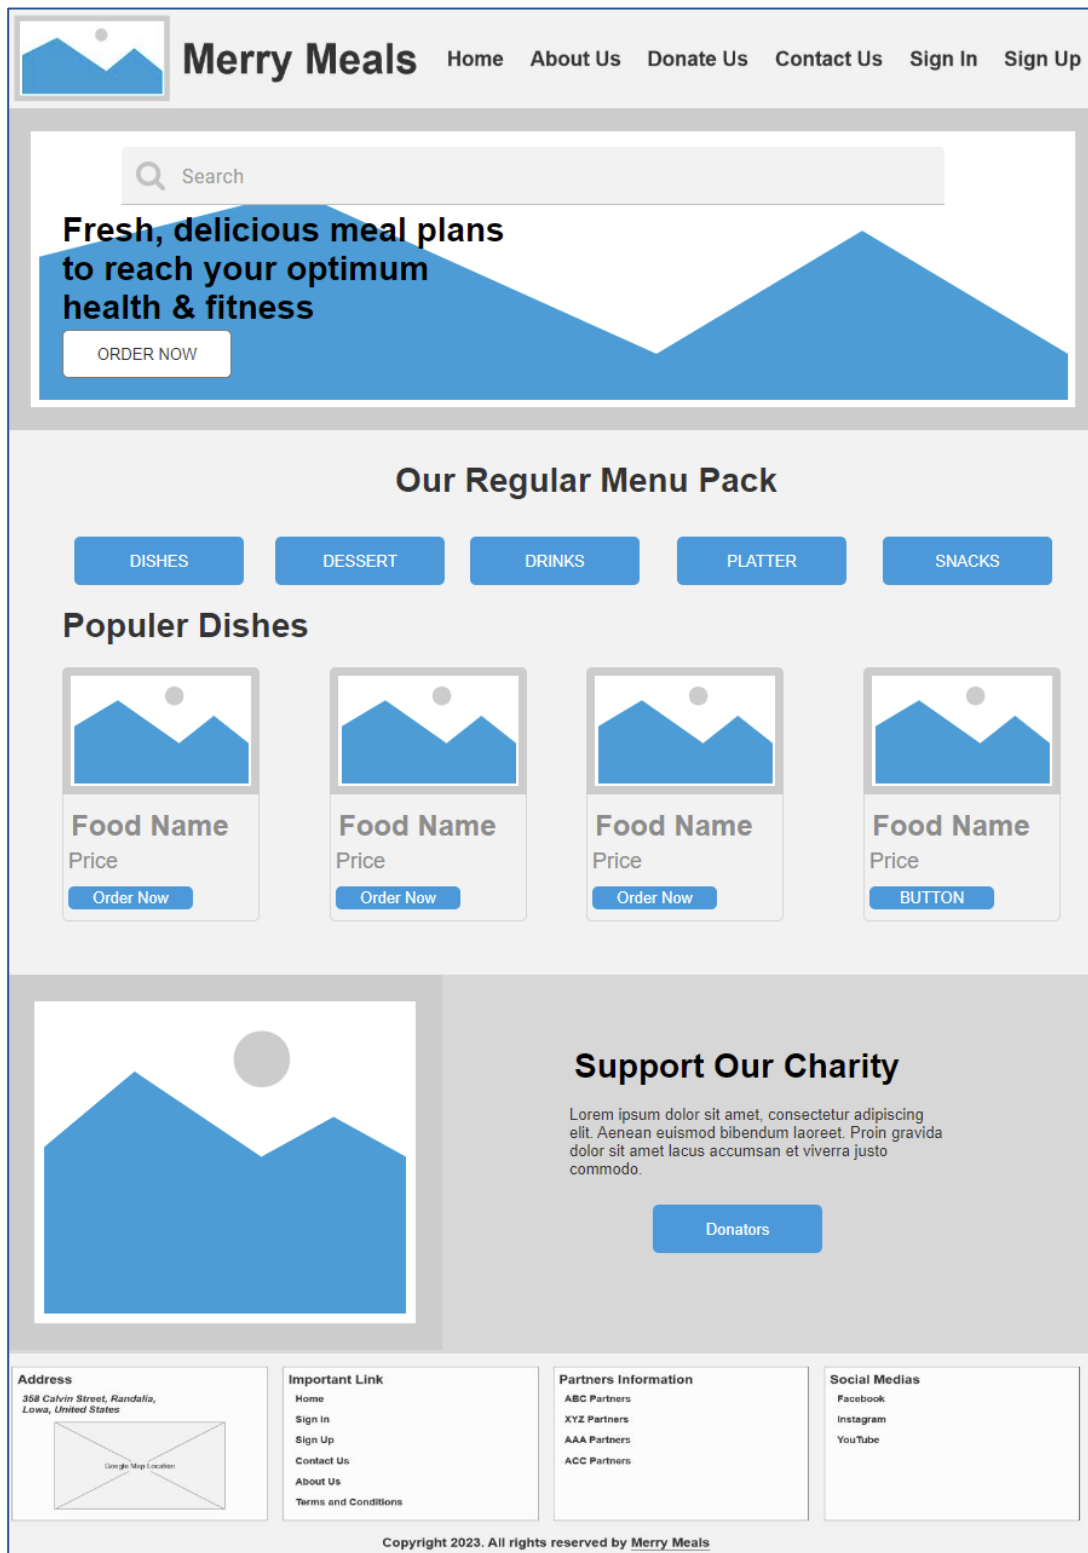 Merry Meals
Home About Us Donate Us Contact Us Sign In Sign Up
Search
Fresh, delicious meal plans
to reach your optimum
health & fitness
ORDER NOW
Our Regular Menu Pack
DISHES DESSERT DRINKS PLATTER SNACKS
Populer Dishes
Food Name
Price
Order Now
Food Name
Price
Order Now
Food Name
Price
Order Now
Food Name
Price
BUTTON
Support Our Charity
Lorem ipsum dolor sit amet, consectetur adipiscing
elit. Aenean euismod bibendum laoreet. Proin gravida
dolor sit amet lacus accumsan et viverra justo
commodo.
Donators
Address
358 Calvin Street, Randalia,
Lowa, United States
Google Map Location
Important Link
Home
Sign In
Sign Up
Contact Us
About Us
Terms and Conditions
Partners Information
ABC Partners
XYZ Partners
AAA Partners
ACC Partners
Social Medias
Facebook
Instagram
YouTube
Copyright 2023. All rights reserved by Merry Meals